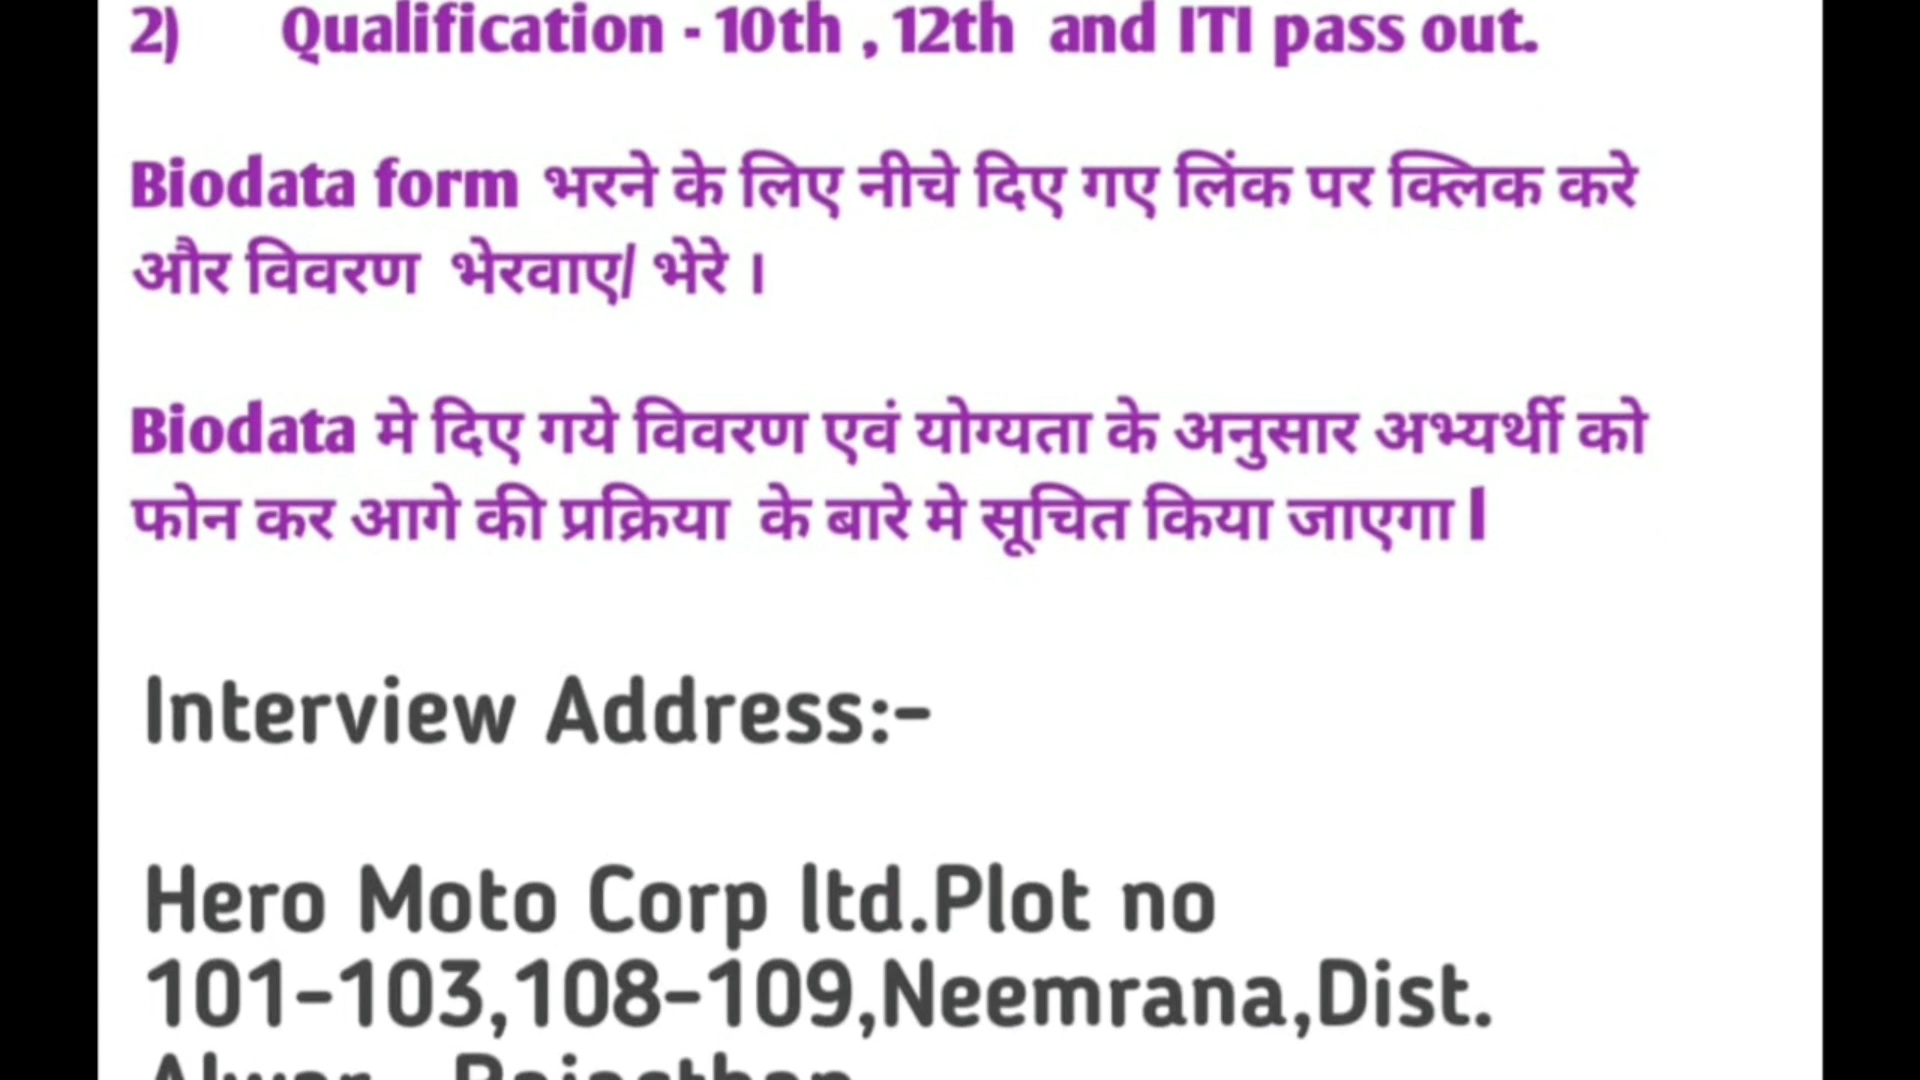 2) Qualification - 10th , 12th and ITI pass out.
Biodata form भरने के लिए नीचे दिए गए लिंक पर क्लिक करे
और विवरण भेरवाए/ भेरे ।
Biodata मे दिए गये विवरण एवं योग्यता के अनुसार अभ्यर्थी को
फोन कर आगे की प्रक्रिया के बारे मे सूचित किया जाएगा l
Interview Address:-
Hero Moto Corp ltd.Plot no
101-103,108-109,Neemrana,Dist.
Alwar Rajasthan